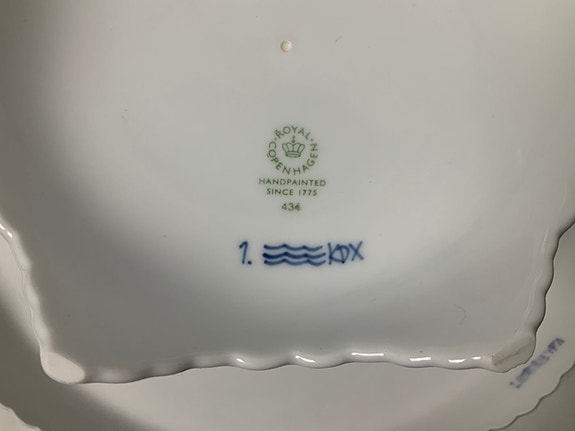 ROYAL
COPENHAGEN
HANDPAINTED
SINCE 1775
434
1. KDX